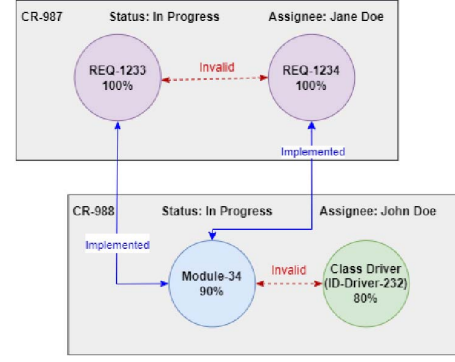 CR-987 Status: In Progress Assignee: Jane Doe
REQ-1233
100%
Invalid
REQ-1234
100%
Implemented
CR-988 Status: In Progress Assignee: John Doe
Implemented
Module-34
90%
Invalid
Class Driver
(ID-Driver-232)
80%